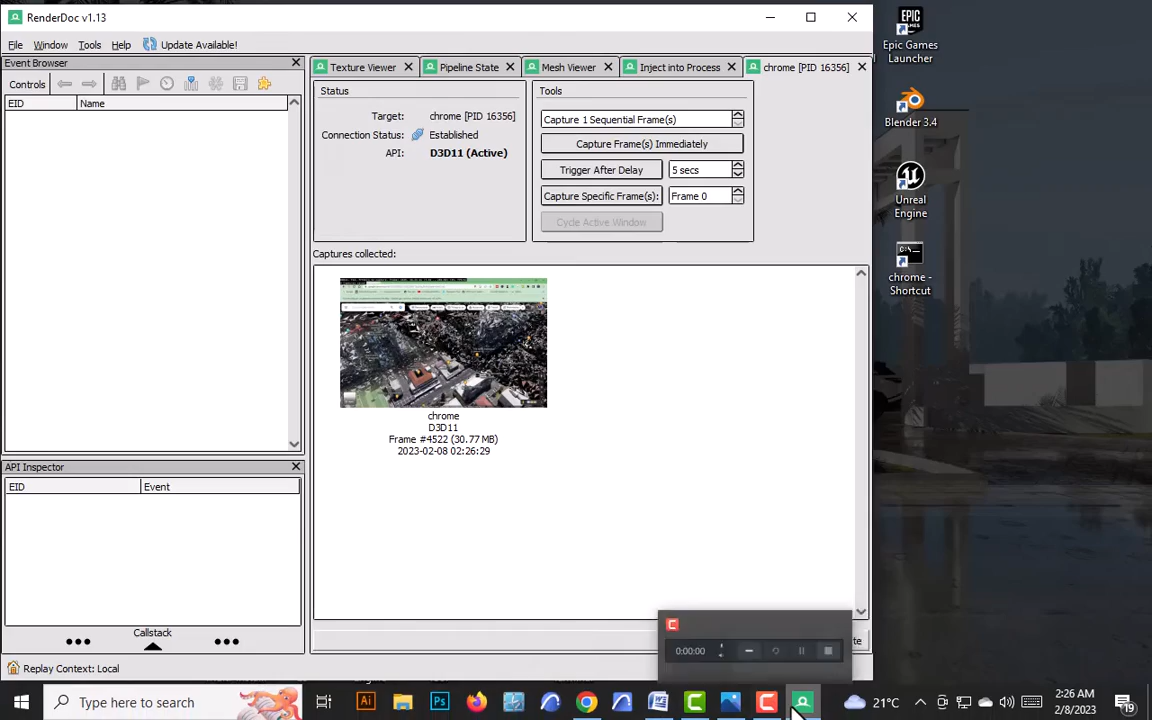 RenderDoc v1.13
File Window Tools Help Update Available!
Event Browser
Controls
EID Name
API Inspector
EID Event
Callstack
Replay Context: Local
Texture Viewer
Pipeline State
Mesh Viewer
Inject into Process
chrome [PID 16356]
Status
Target: chrome [PID 16356]
Connection Status: Established
API: D3D11 (Active)
Tools
Capture 1 Sequential Frame(s)
Capture Frame(s) Immediately
Trigger After Delay 5 secs
Capture Specific Frame(s): Frame 0
Cycle Active Window
Captures collected:
chrome
D3D11
Frame #4522 (30.77 MB)
2023-02-08 02:26:29
0:00:00
Epic Games
Launcher
Blender 3.4
Unreal
Engine
chrome -
Shortcut
Type here to search
21°C
2:26 AM
2/8/2023
19